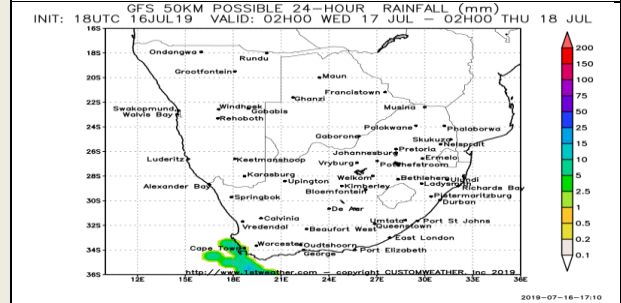 GFS 50KM POSSIBLE 24-HOUR RAINFALL (mm)
INIT: 18UTC 16JUL19 VALID: 02H00 WED 17 JUL - 02H00 THU 18 JUL
16S
Ondangwa
Rundu
200
18S
150
Grootfontein
100
20S
Maun
75
Francistown
50
22S
Ghanzi
Musina
25
Swakopmund
Windhoek
Gobabis
Walvis Bay
Rehoboth
15
24S
Polokwane
Phalaborwa
10
Gaborone
Skukuza
Pretoria
Nelspruit
26S
Johannesburg
5
Luderitz
Keetmanshoop
Vryburg
Potchefstroom
Ermelo
2.5
28S
Karasburg
Upington
Welkom
Bethlehem
Ulundi
1
Alexander Bay
Kimberley
Ladysmith
Richards Bay
Bloemfontein
0.5
Springbok
Pietermaritzburg
30S
Durban
0.2
De Aar
Calvinia
Umtata
Port St Johns
0.1
32S
Vredendal
Beaufort West
Queenstown
East London
Cape Town
Worcester
Oudtshoorn
34S
George
Port Elizabeth
http://www.1stweather.com - copyright CUSTOMWEATHER, Inc 2019
36S
12E 15E 18E 21E 24E 27E 30E 33E 36E
2019-07-16-17:10